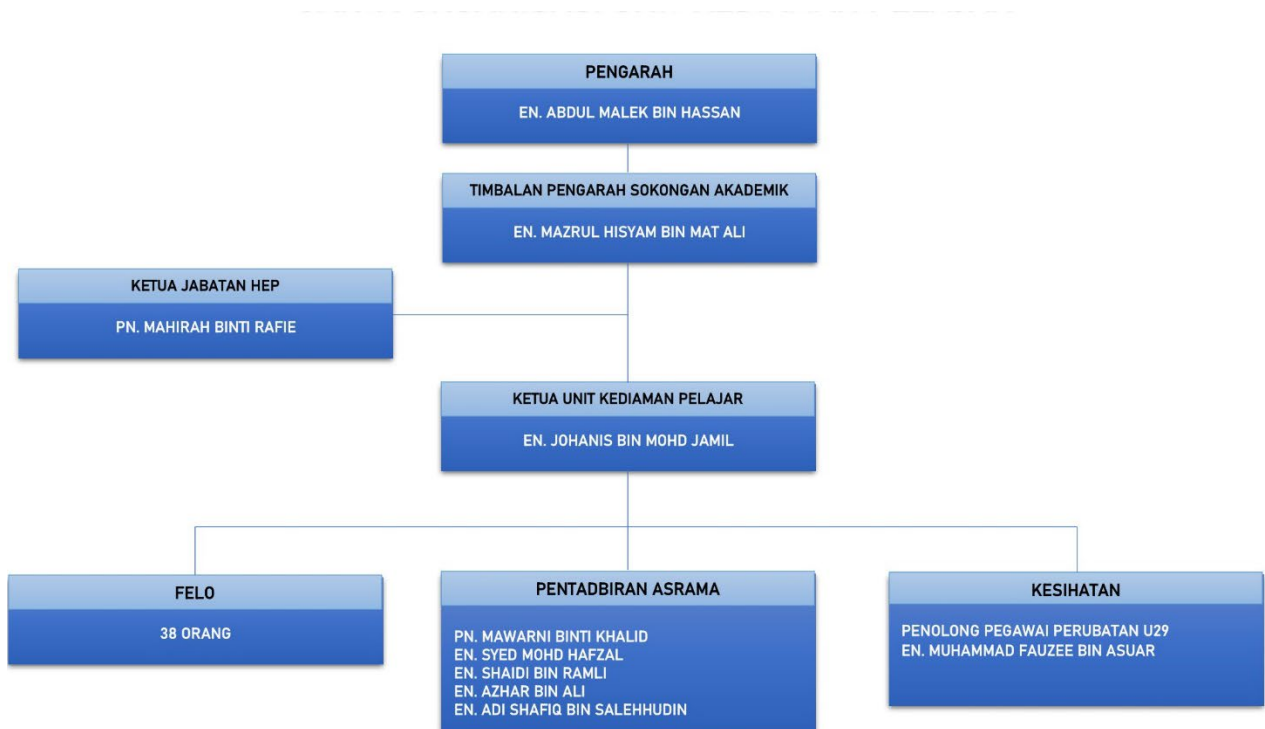 PENGARAH
EN. ABDUL MALEK BIN HASSAN
TIMBALAN PENGARAH SOKONGAN AKADEMIK
EN. MAZRUL HISYAM BIN MAT ALI
KETUA JABATAN HEP
PN. MAHIRAH BINTI RAFIE
KETUA UNIT KEDIAMAN PELAJAR
EN. JOHANIS BIN MOHD JAMIL
FELO
38 ORANG
PENTADBIRAN ASRAMA
PN. MAWARNI BINTI KHALID
EN. SYED MOHD HAFZAL
EN. SHAIDI BIN RAMLI
EN. AZHAR BIN ALI
EN. ADI SHAFIQ BIN SALEHHUDIN
KESIHATAN
PENOLONG PEGAWAI PERUBATAN U29
EN. MUHAMMAD FAUZEE BIN ASUAR